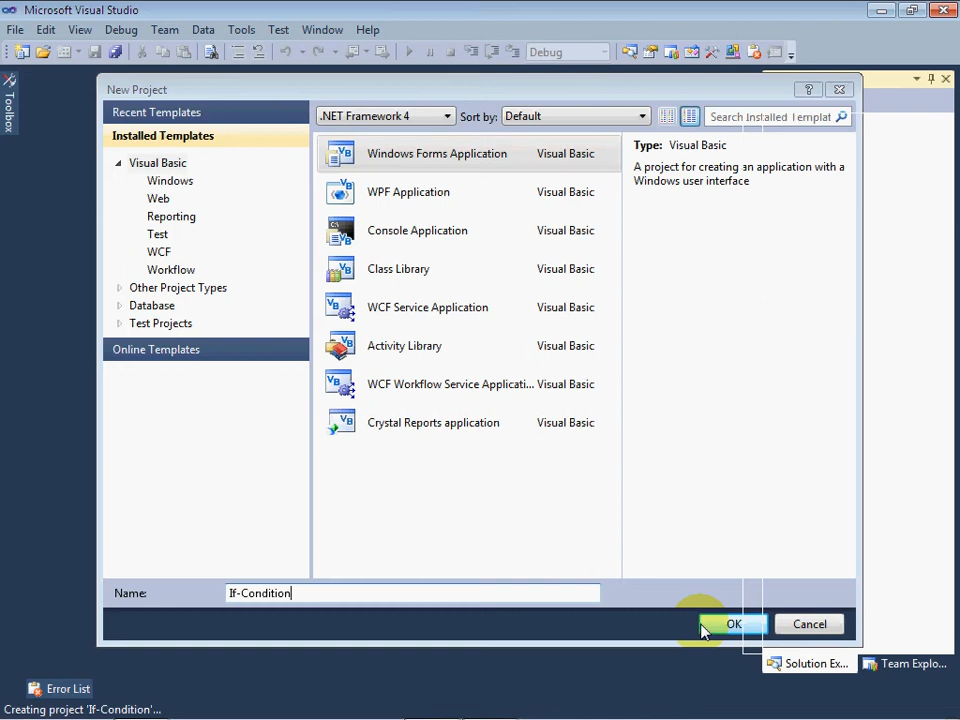 Microsoft Visual Studio
File Edit View Debug Team Data Tools Test Window Help
Debug
Toolbox
New Project
Recent Templates
Installed Templates
Visual Basic
Windows
Web
Reporting
Test
WCF
Workflow
Other Project Types
Database
Test Projects
Online Templates
.NET Framework 4 Sort by: Default Search Installed Templat
Windows Forms Application Visual Basic
WPF Application Visual Basic
Console Application Visual Basic
Class Library Visual Basic
WCF Service Application Visual Basic
Activity Library Visual Basic
WCF Workflow Service Applicati... Visual Basic
Crystal Reports application Visual Basic
Type: Visual Basic
A project for creating an application with a
Windows user interface
Name: If-Condition
OK Cancel
Solution Ex... Team Explo...
Error List
Creating project 'If-Condition'...